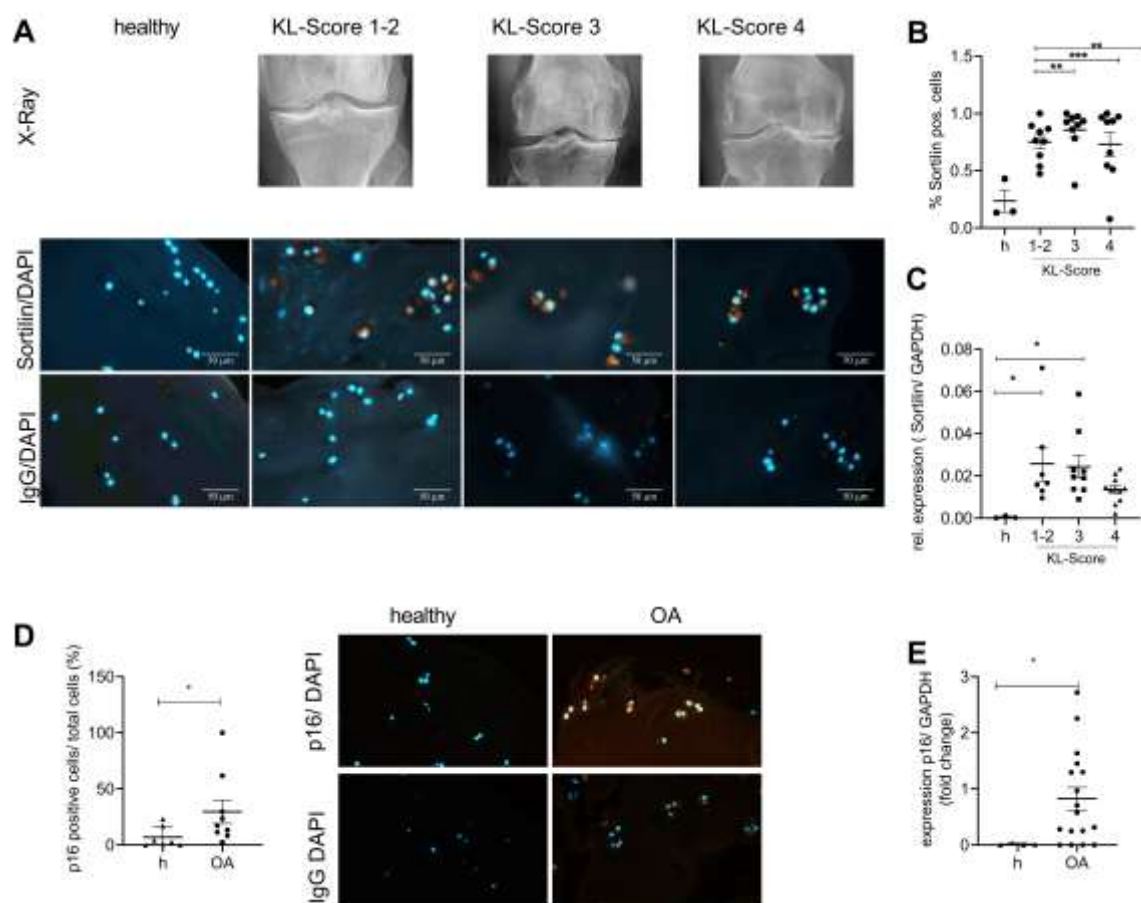 A
healthy
KL-Score 1-2
KL-Score 3
KL-Score 4
X-Ray
Sortilin/DAPI
IgG/DAPI
B
% Sortilin pos. cells
1.5
1.0
0.5
0.0
**
***
**
h
1-2
3
4
KL-Score
C
rel. expression ( Sortilin/ GAPDH)
0.08
0.06
0.04
0.02
0.00
*
*
h
1-2
3
4
KL-Score
D
p16 positive cells/ total cells (%)
150
100
50
0
*
h
OA
healthy
OA
p16/ DAPI
IgG DAPI
E
expression p16/ GAPDH
(fold change)
3
2
1
0
*
h
OA